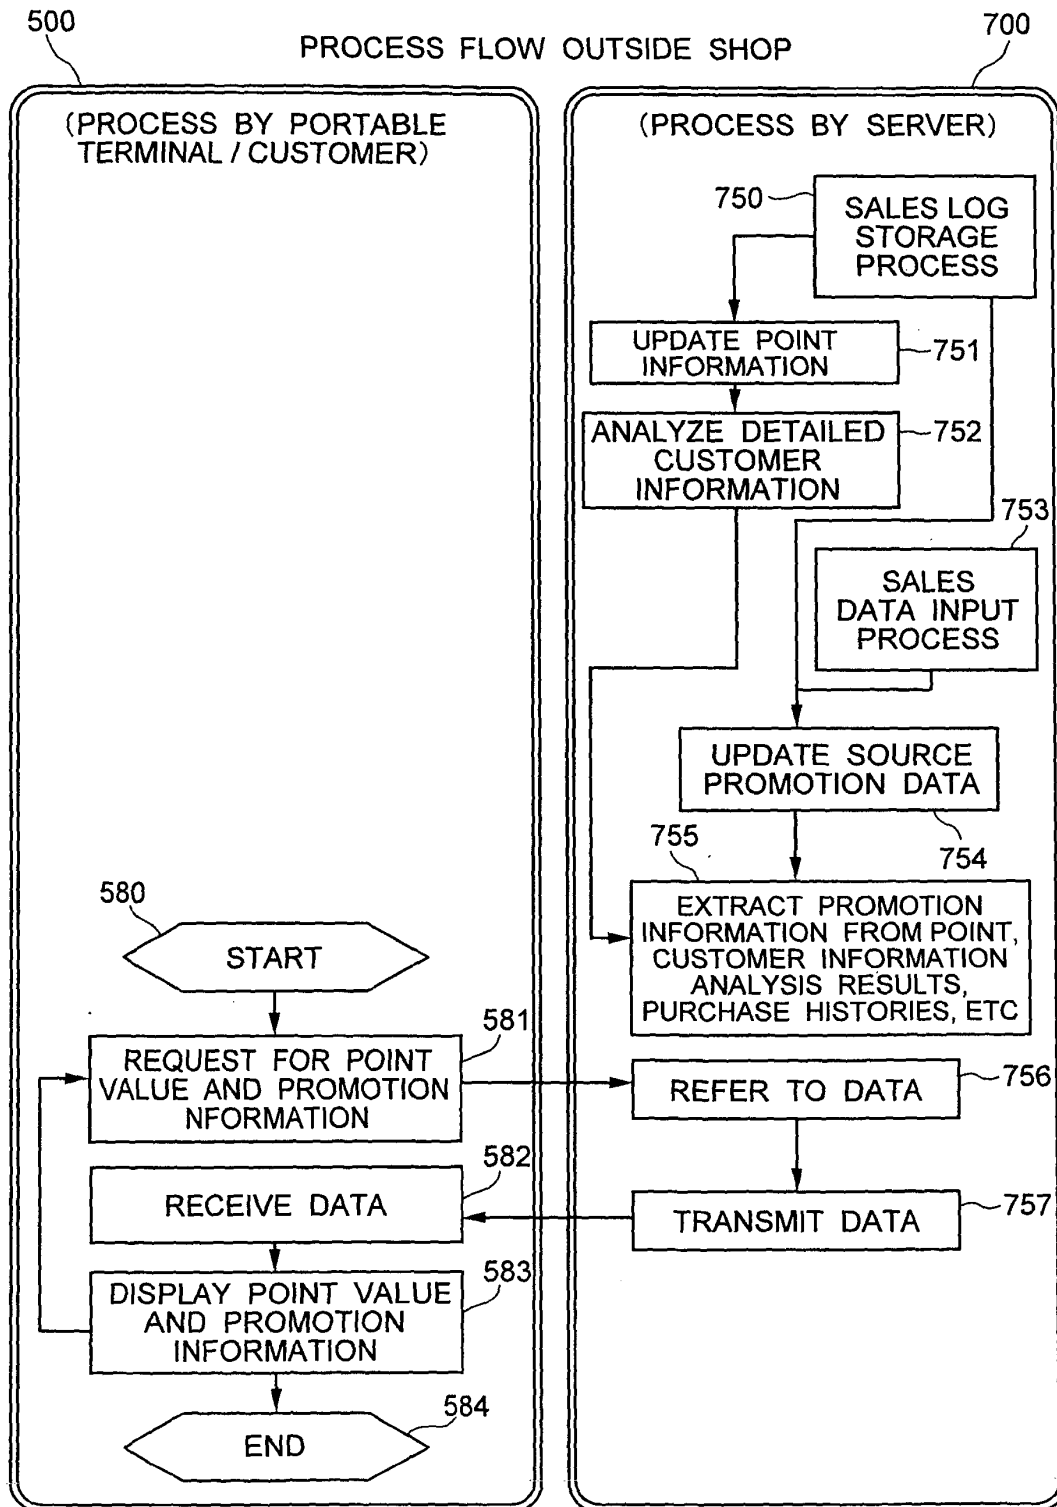 500
PROCESS FLOW OUTSIDE SHOP
700
(PROCESS BY PORTABLE
TERMINAL / CUSTOMER)
580
START
581
REQUEST FOR POINT
VALUE AND PROMOTION
NFORMATION
582
RECEIVE DATA
583
DISPLAY POINT VALUE
AND PROMOTION
INFORMATION
584
END
(PROCESS BY SERVER)
750
SALES LOG
STORAGE
PROCESS
UPDATE POINT
INFORMATION
751
ANALYZE DETAILED
CUSTOMER
INFORMATION
752
753
SALES
DATA INPUT
PROCESS
UPDATE SOURCE
PROMOTION DATA
754
755
EXTRACT PROMOTION
INFORMATION FROM POINT,
CUSTOMER INFORMATION
ANALYSIS RESULTS,
PURCHASE HISTORIES, ETC
REFER TO DATA
756
TRANSMIT DATA
757